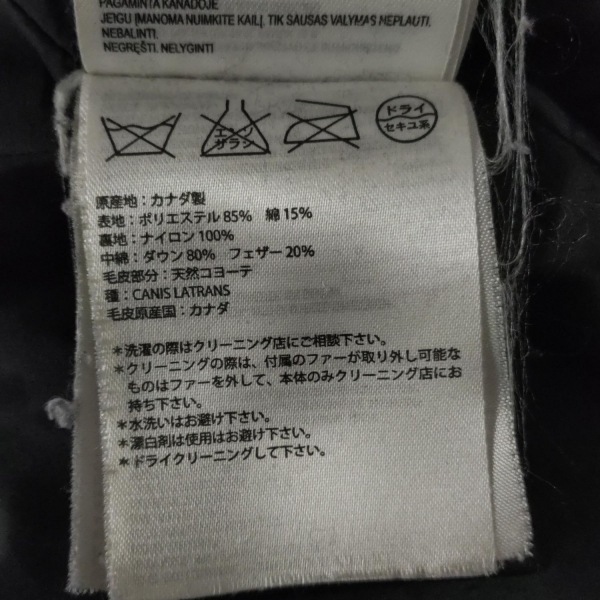 PAGAMINTA KANADOJE
JEIGU ĮMANOMA NUIMKITE KAILĮ. TIK SAUSAS VALYMAS NEPLAUTI.
NEBALINTI.
NEGRĘŠTI. NELYGINTI
エンソ
サラシ
ドライ
セキユ系
原産地：カナダ製
表地：ポリエステル 85% 綿 15%
裏地：ナイロン 100%
中綿：ダウン 80% フェザー 20%
毛皮部分：天然コヨーテ
種：CANIS LATRANS
毛皮原産国：カナダ
＊洗濯の際はクリーニング店にご相談下さい。
＊クリーニングの際は、付属のファーが取り外し可能な
ものはファーを外して、本体のみクリーニング店にお
持ち下さい。
＊水洗いはお避け下さい。
＊漂白剤は使用はお避け下さい。
＊ドライクリーニングして下さい。